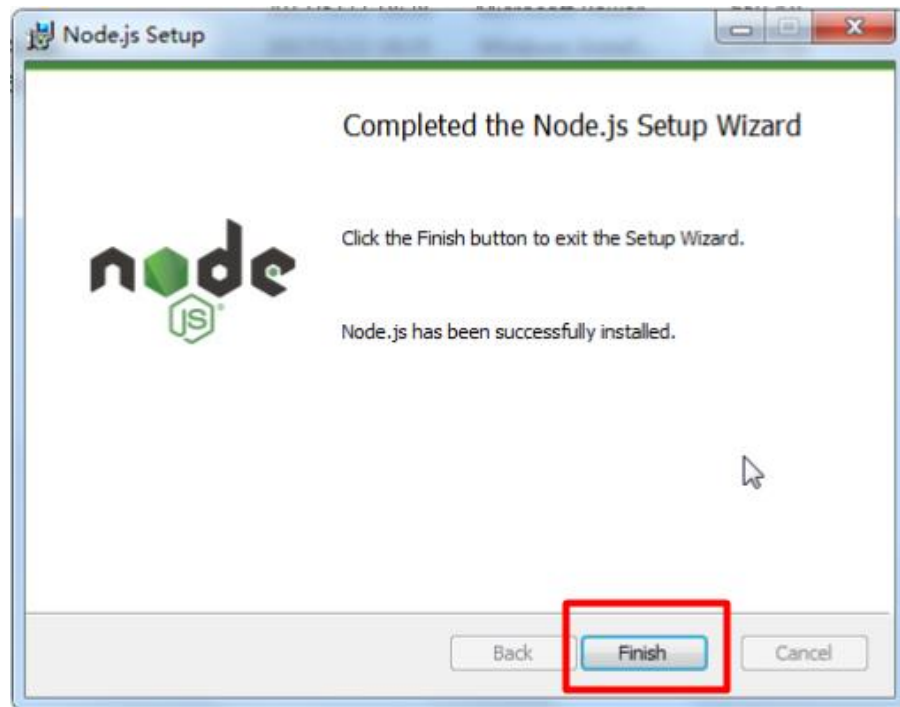 Node.js Setup
Completed the Node.js Setup Wizard
node
JS
Click the Finish button to exit the Setup Wizard.
Node.js has been successfully installed.
Back
Finish
Cancel